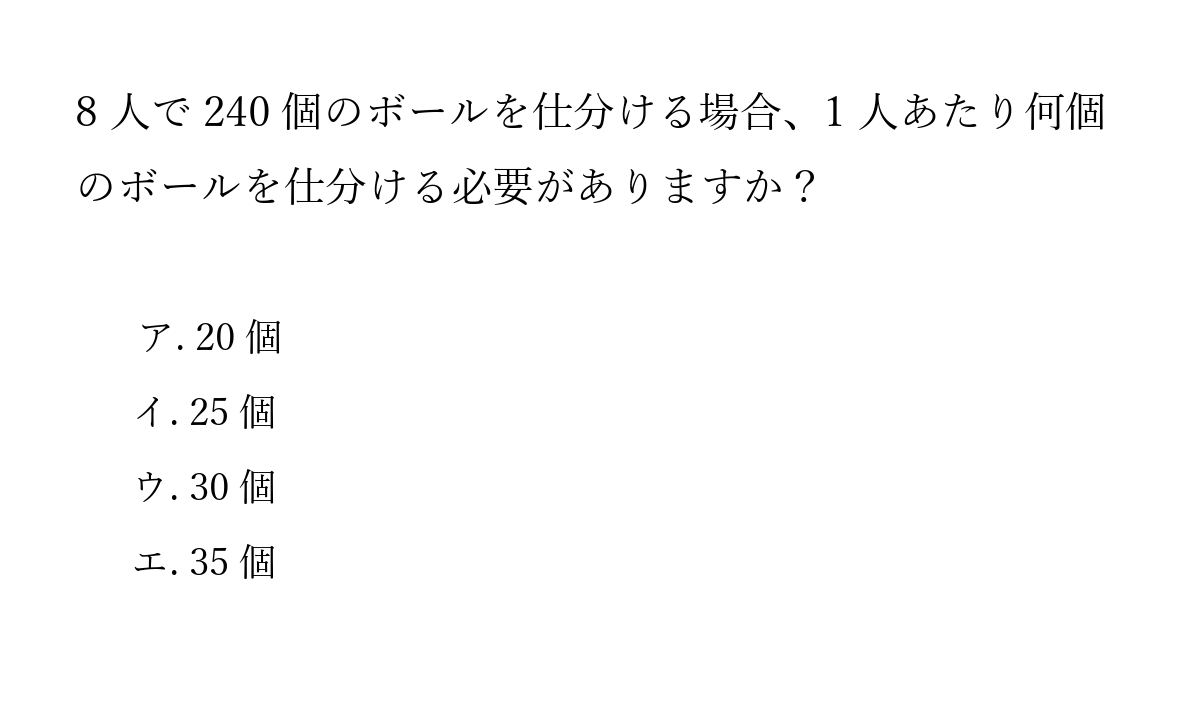 8 人で 240 個のボールを仕分ける場合、1 人あたり何個
のボールを仕分ける必要がありますか？
ア. 20 個
イ. 25 個
ウ. 30 個
エ. 35 個